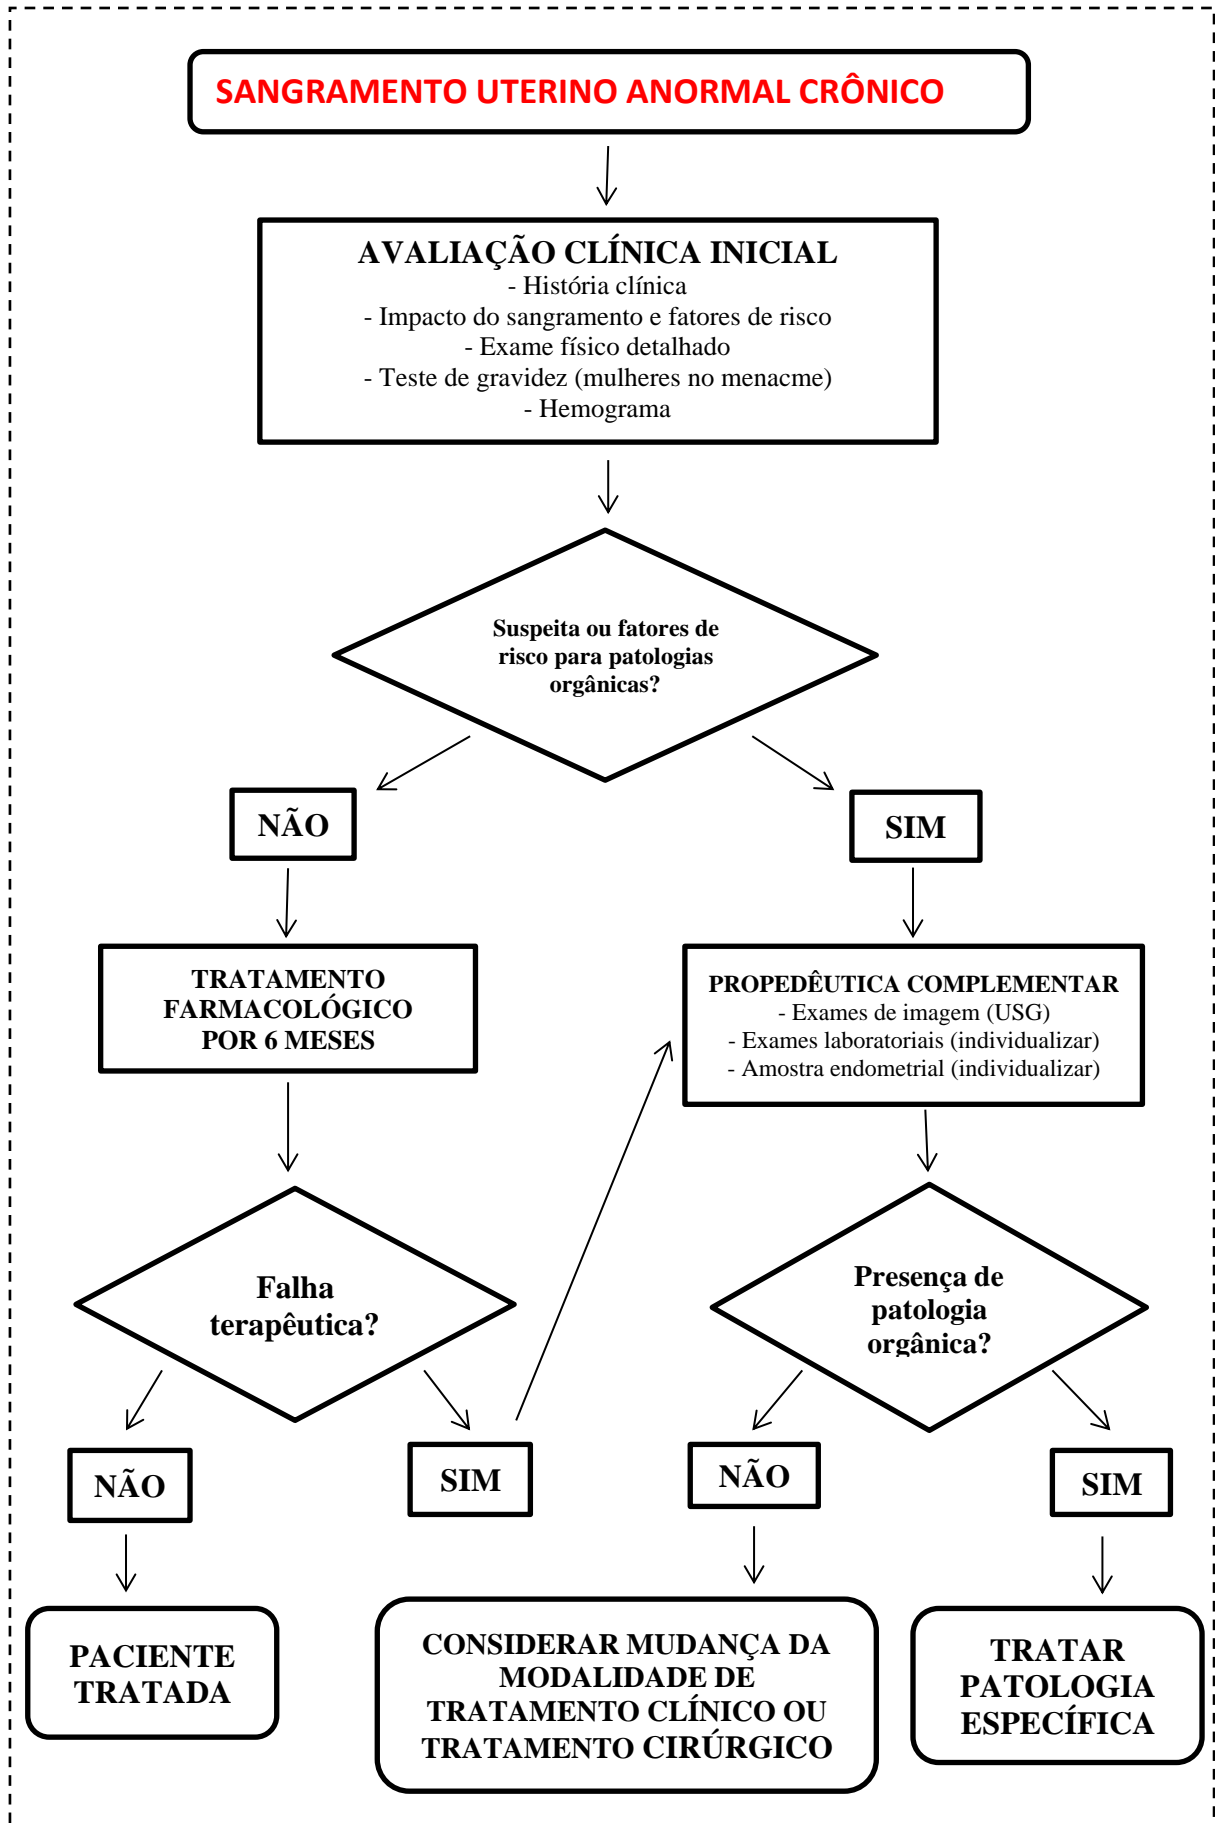 SANGRAMENTO UTERINO ANORMAL CRÔNICO
AVALIAÇÃO CLÍNICA INICIAL
- História clínica
- Impacto do sangramento e fatores de risco
- Exame físico detalhado
- Teste de gravidez (mulheres no menacme)
- Hemograma
Suspeita ou fatores de
risco para patologias
orgânicas?
NÃO
SIM
TRATAMENTO
FARMACOLÓGICO
POR 6 MESES
PROPEDÊUTICA COMPLEMENTAR
- Exames de imagem (USG)
- Exames laboratoriais (individualizar)
- Amostra endometrial (individualizar)
Falha
terapêutica?
Presença de
patologia
orgânica?
NÃO
SIM
NÃO
SIM
PACIENTE
TRATADA
CONSIDERAR MUDANÇA DA
MODALIDADE DE
TRATAMENTO CLÍNICO OU
TRATAMENTO CIRÚRGICO
TRATAR
PATOLOGIA
ESPECÍFICA